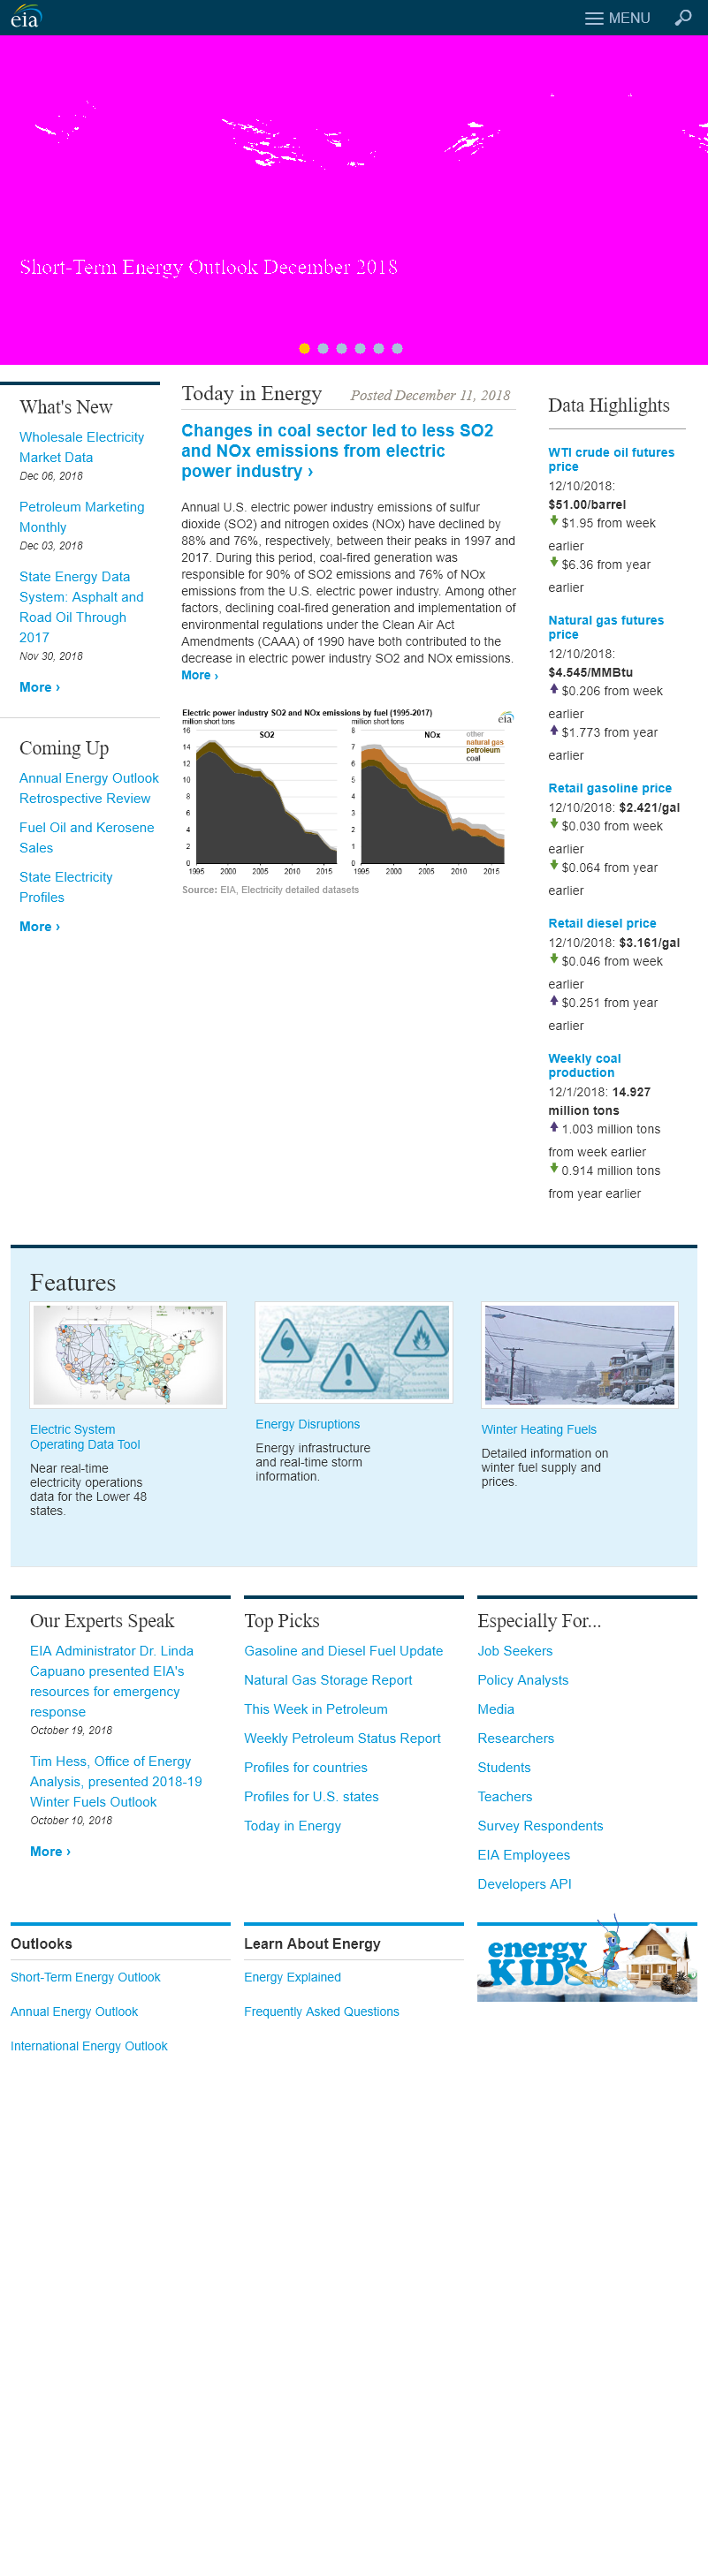 eia
MENU
Short-Term Energy Outlook December 2018
What's New
Wholesale Electricity
Market Data
Dec 06, 2018
Petroleum Marketing
Monthly
Dec 03, 2018
State Energy Data
System: Asphalt and
Road Oil Through
2017
Nov 30, 2018
More ›
Coming Up
Annual Energy Outlook
Retrospective Review
Fuel Oil and Kerosene
Sales
State Electricity
Profiles
More ›
Today in Energy
Posted December 11, 2018
Changes in coal sector led to less SO2
and NOx emissions from electric
power industry ›
Annual U.S. electric power industry emissions of sulfur
dioxide (SO2) and nitrogen oxides (NOx) have declined by
88% and 76%, respectively, between their peaks in 1997 and
2017. During this period, coal-fired generation was
responsible for 90% of SO2 emissions and 76% of NOx
emissions from the U.S. electric power industry. Among other
factors, declining coal-fired generation and implementation of
environmental regulations under the Clean Air Act
Amendments (CAAA) of 1990 have both contributed to the
decrease in electric power industry SO2 and NOx emissions.
More ›
Electric power industry SO2 and NOx emissions by fuel (1995-2017)
million short tons
million short tons
eia
SO2
NOx
other
natural gas
petroleum
coal
16
14
12
10
8
6
4
2
0
8
7
6
5
4
3
2
1
0
1995 2000 2005 2010 2015
1995 2000 2005 2010 2015
Source: EIA, Electricity detailed datasets
Data Highlights
WTI crude oil futures
price
12/10/2018:
$51.00/barrel
$1.95 from week
earlier
$6.36 from year
earlier
Natural gas futures
price
12/10/2018:
$4.545/MMBtu
$0.206 from week
earlier
$1.773 from year
earlier
Retail gasoline price
12/10/2018: $2.421/gal
$0.030 from week
earlier
$0.064 from year
earlier
Retail diesel price
12/10/2018: $3.161/gal
$0.046 from week
earlier
$0.251 from year
earlier
Weekly coal
production
12/1/2018: 14.927
million tons
1.003 million tons
from week earlier
0.914 million tons
from year earlier
Features
Electric System
Operating Data Tool
Near real-time
electricity operations
data for the Lower 48
states.
Energy Disruptions
Energy infrastructure
and real-time storm
information.
Winter Heating Fuels
Detailed information on
winter fuel supply and
prices.
Our Experts Speak
EIA Administrator Dr. Linda
Capuano presented EIA's
resources for emergency
response
October 19, 2018
Tim Hess, Office of Energy
Analysis, presented 2018-19
Winter Fuels Outlook
October 10, 2018
More ›
Top Picks
Gasoline and Diesel Fuel Update
Natural Gas Storage Report
This Week in Petroleum
Weekly Petroleum Status Report
Profiles for countries
Profiles for U.S. states
Today in Energy
Especially For...
Job Seekers
Policy Analysts
Media
Researchers
Students
Teachers
Survey Respondents
EIA Employees
Developers API
Outlooks
Short-Term Energy Outlook
Annual Energy Outlook
International Energy Outlook
Learn About Energy
Energy Explained
Frequently Asked Questions
energy
KIDS